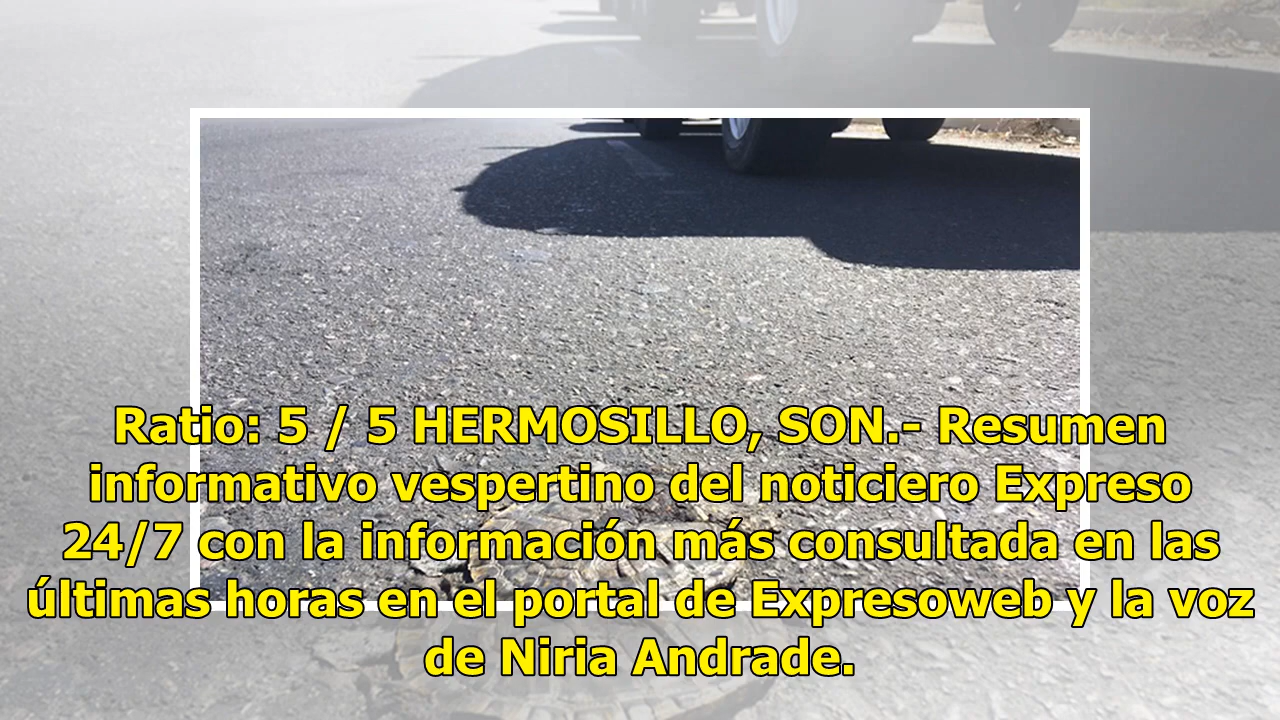 Ratio: 5 / 5 HERMOSILLO, SON.- Resumen
informativo vespertino del noticiero Expreso
24/7 con la información más consultada en las
últimas horas en el portal de Expresoweb y la voz
de Niria Andrade.